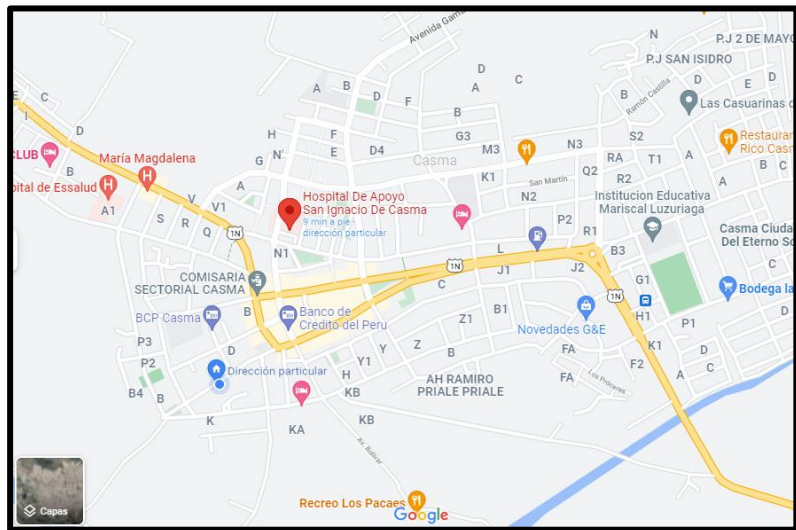 Avenida Gama
N
P.J 2 DE MAYO
P.J SAN ISIDRO
D
C
A
B
D
F
B
Ramón Castilla
D
E
B
Las Casuarinas d
E
C
I
D
H
F
E
N'
G3
M3
N3
S2
CLUB
María Magdalena
G
D4
Casma
RA
T1
A
Restauran
Rico Casm
pital de Essalud
A
K1
San Martín
Q2
R2
A1
V
V1
Hospital De Apoyo
San Ignacio De Casma
9 min a pie -
dirección particular
N2
Institucion Educativa
Mariscal Luzuriaga
S
R
Q
1N
P2
R1
Casma Ciuda
Del Eterno So
N1
L
B3
COMISARIA
SECTORIAL CASMA
1N
J1
J2
C
G1
Bodega la
BCP Casma
B
Banco de
Credito del Peru
B1
1N
H1
Z1
Novedades G&E
P1
P3
D
Z
K1
P2
Y
Y1
B
FA
F2
D
Dirección particular
H
AH RAMIRO
PRIALE PRIALE
FA
Los Próceres
A
C
B4
B
KB
K
KA
KB
Av. Bolívar
Recreo Los Pacaes
Capas
Google